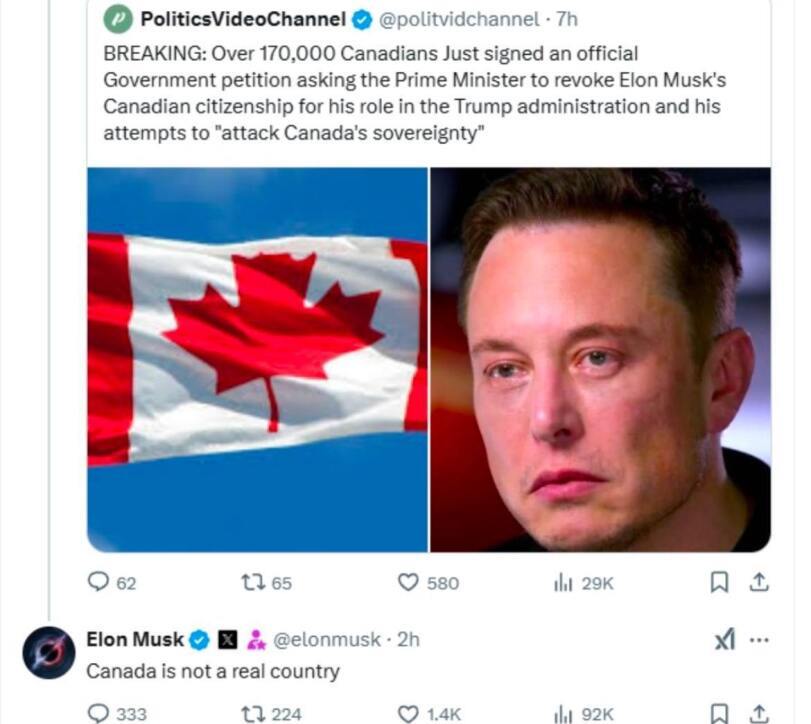 PoliticsVideoChannel @politvidchannel · 7h
BREAKING: Over 170,000 Canadians Just signed an official
Government petition asking the Prime Minister to revoke Elon Musk's
Canadian citizenship for his role in the Trump administration and his
attempts to "attack Canada's sovereignty"
62 65 580 29K
Elon Musk @elonmusk · 2h
Canada is not a real country
333 224 1.4K 92K